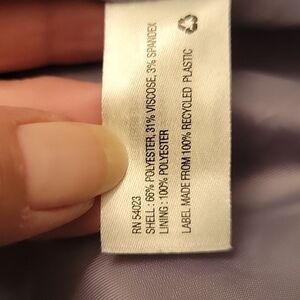 RN 54023
SHELL : 66% POLYESTER, 31% VISCOSE, 3% SPANDEX
LINING : 100% POLYESTER
LABEL MADE FROM 100% RECYCLED PLASTIC